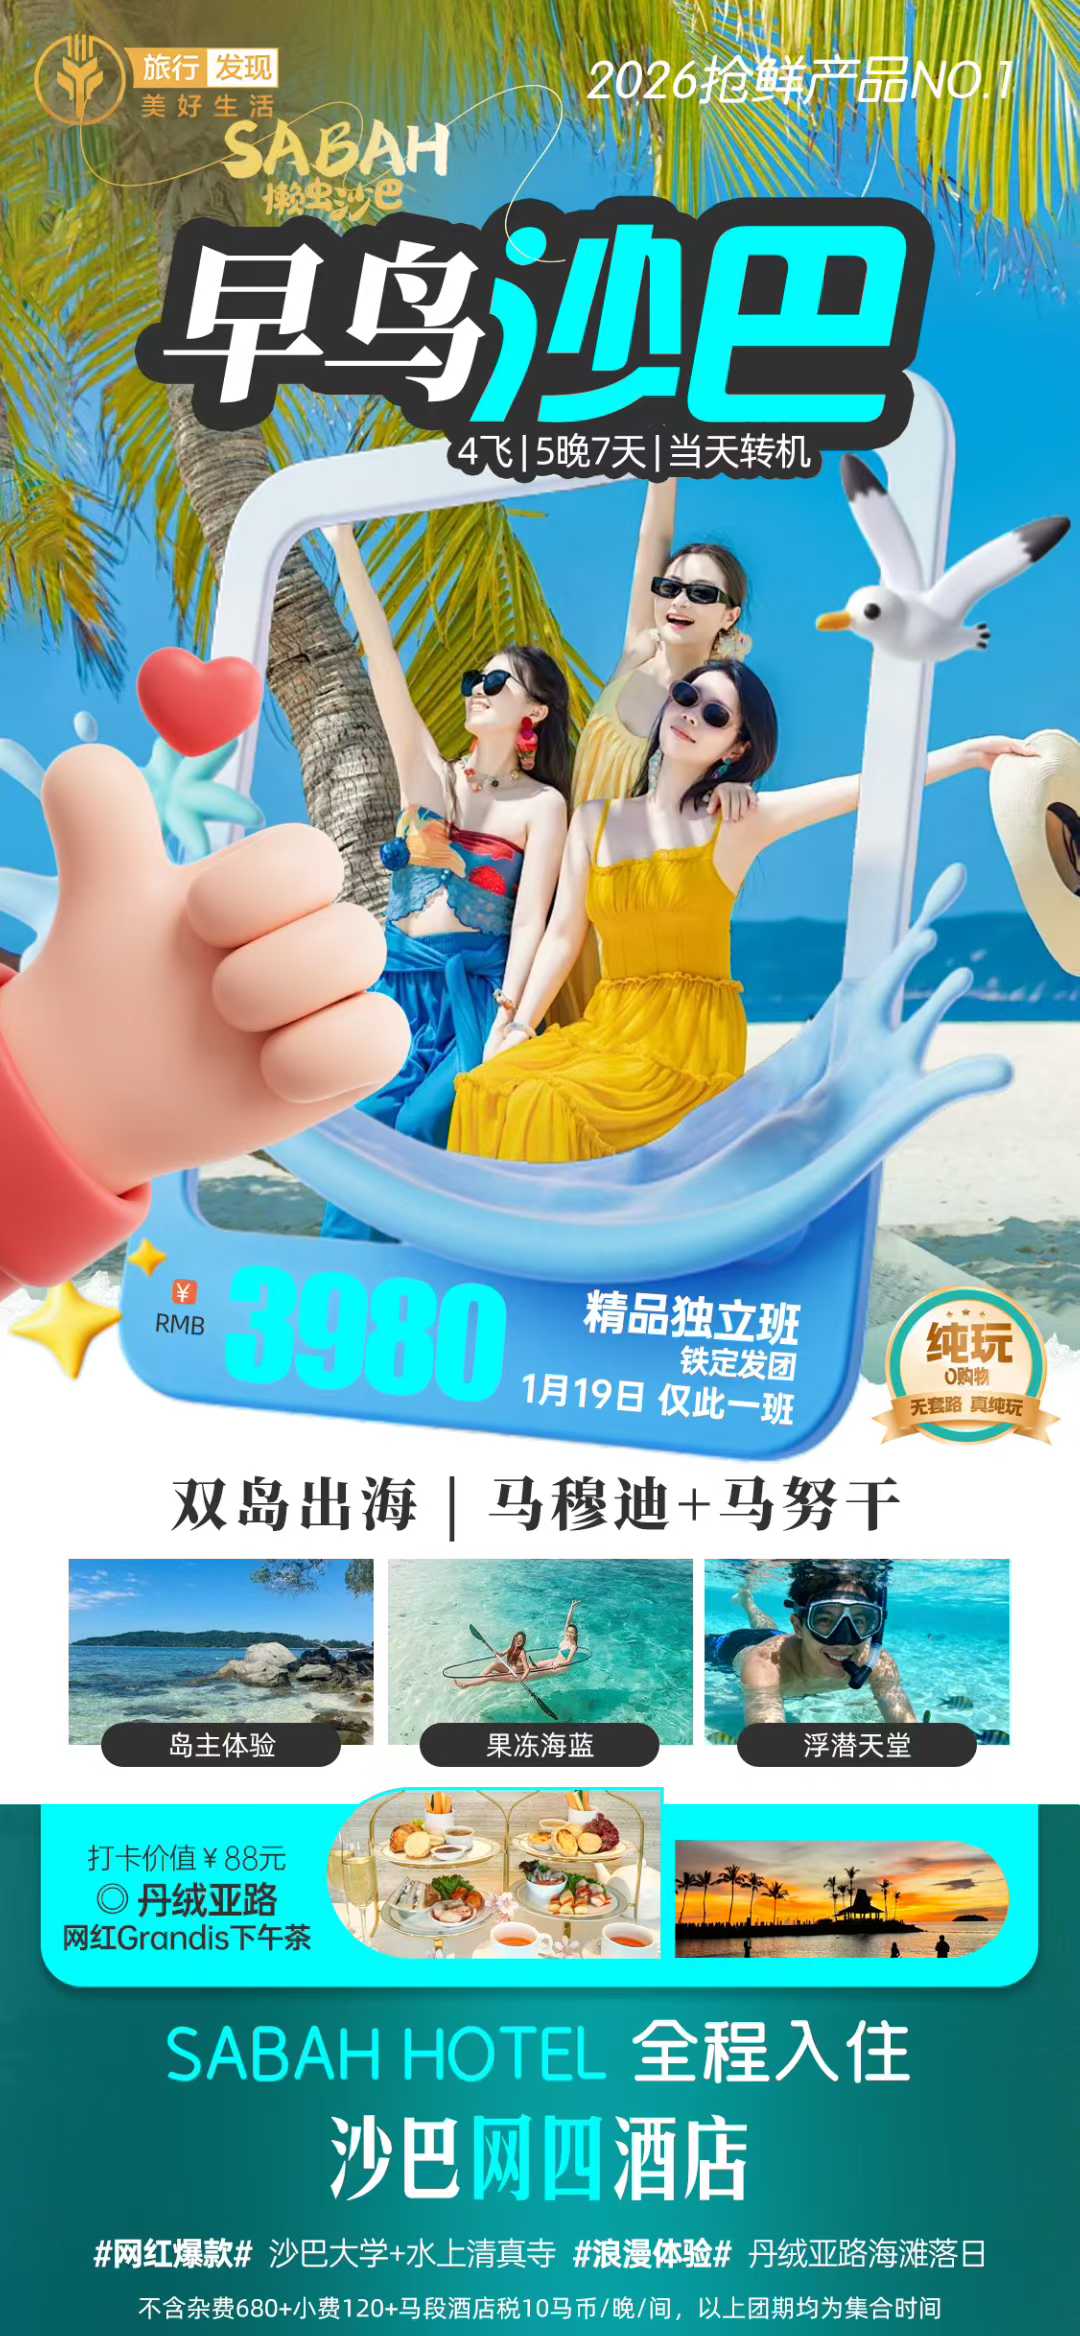 旅行发现
美好生活
2026抢鲜产品NO.1
SABAH
懒虫沙巴
早鸟沙巴
4飞|5晚7天|当天转机
¥
RMB
3980
精品独立班
铁定发团
1月19日 仅此一班
纯玩
0购物
无套路 真纯玩
双岛出海 | 马穆迪+马努干
岛主体验
果冻海蓝
浮潜天堂
打卡价值¥88元
◎丹绒亚路
网红Grandis下午茶
SABAH HOTEL 全程入住
沙巴网四酒店
#网红爆款# 沙巴大学+水上清真寺 #浪漫体验# 丹绒亚路海滩落日
不含杂费680+小费120+马段酒店税10马币/晚/间，以上团期均为集合时间